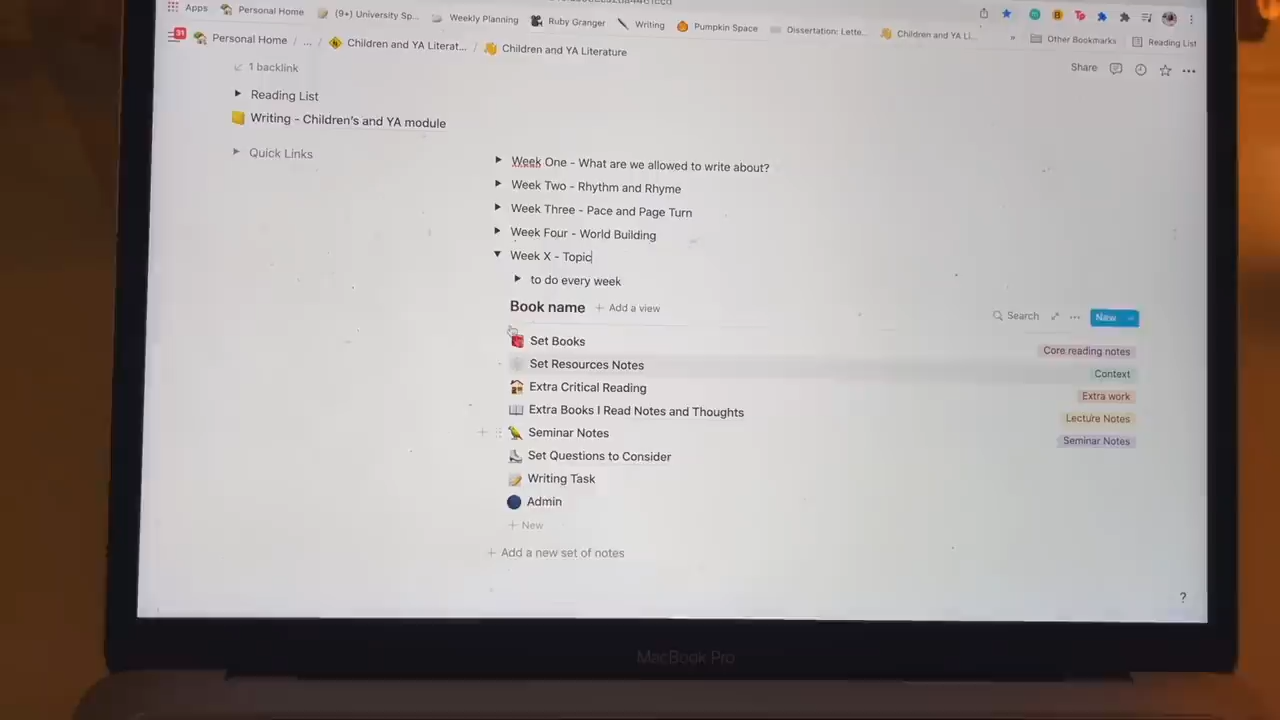 Apps Personal Home (9+) University Sp... Weekly Planning Ruby Granger Writing Pumpkin Space Dissertation: Lette... Children and YA Li... » Other Bookmarks Reading List
31 Personal Home / ... / Children and YA Literat... / Children and YA Literature
Share
1 backlink
Reading List
Writing - Children's and YA module
Quick Links
Week One - What are we allowed to write about?
Week Two - Rhythm and Rhyme
Week Three - Pace and Page Turn
Week Four - World Building
Week X - Topic
to do every week
Book name + Add a view
Search ... New
Set Books Core reading notes
Set Resources Notes Context
Extra Critical Reading Extra work
Extra Books I Read Notes and Thoughts Lecture Notes
Seminar Notes Seminar Notes
Set Questions to Consider
Writing Task
Admin
+ New
+ Add a new set of notes
?
MacBook Pro